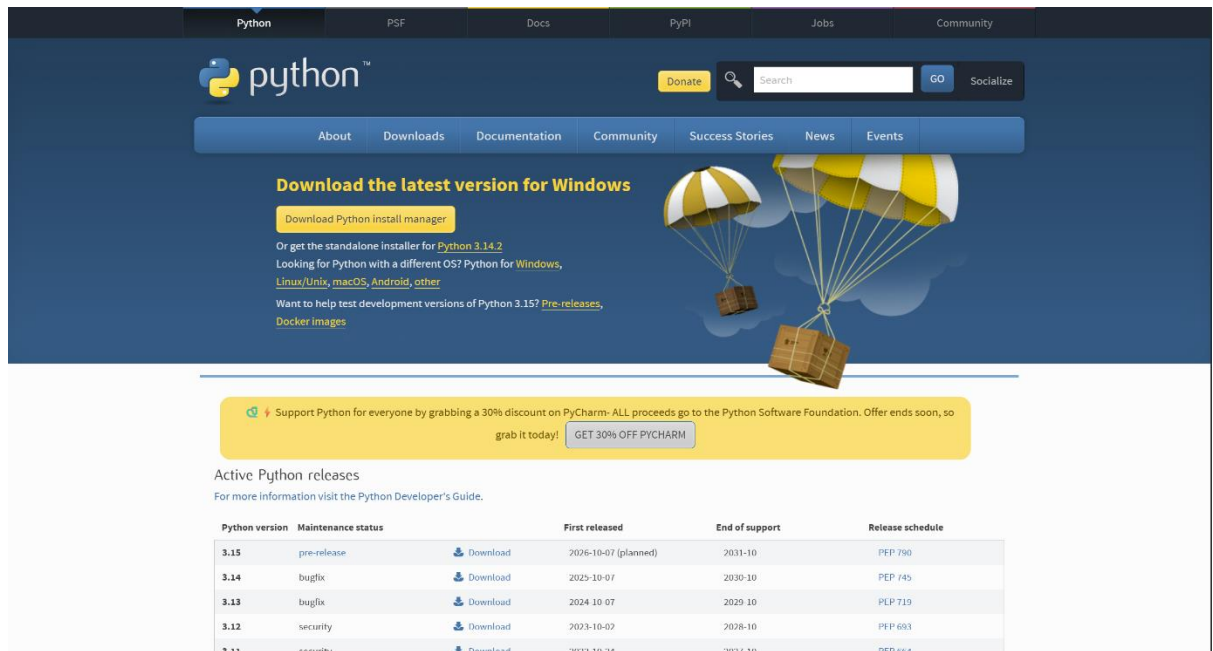 Python PSF Docs PyPI Jobs Community
python™
Donate Search GO Socialize
About Downloads Documentation Community Success Stories News Events
Download the latest version for Windows
Download Python install manager
Or get the standalone installer for Python 3.14.2
Looking for Python with a different OS? Python for Windows,
Linux/Unix, macOS, Android, other
Want to help test development versions of Python 3.15? Pre-releases,
Docker images
Support Python for everyone by grabbing a 30% discount on PyCharm- ALL proceeds go to the Python Software Foundation. Offer ends soon, so
grab it today! GET 30% OFF PYCHARM
Active Python releases
For more information visit the Python Developer's Guide.
Python version Maintenance status First released End of support Release schedule
3.15 pre-release Download 2026-10-07 (planned) 2031-10 PEP 790
3.14 bugfix Download 2025-10-07 2030-10 PEP 745
3.13 bugfix Download 2024-10-07 2029-10 PEP 719
3.12 security Download 2023-10-02 2028-10 PEP 693
3.11 security Download